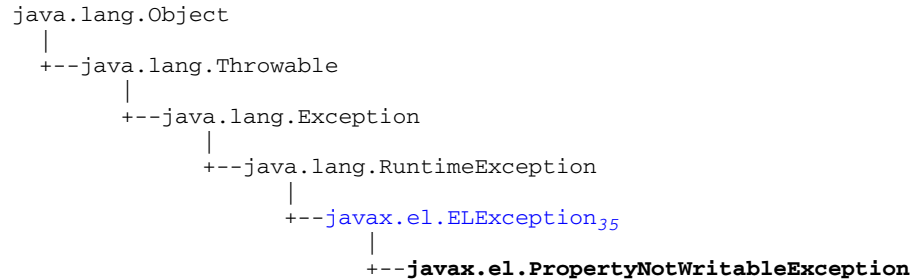 java.lang.Object
|
+--java.lang.Throwable
|
+--java.lang.Exception
|
+--java.lang.RuntimeException
|
+--javax.el.ELException35
|
+--javax.el.PropertyNotWritableException